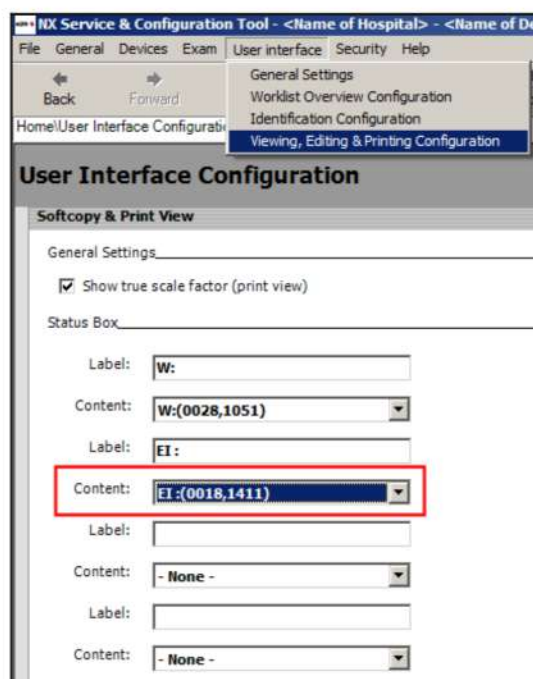 NX Service & Configuration Tool - <Name of Hospital> - <Name of De
File General Devices Exam User interface Security Help
General Settings
Back Forward
Worklist Overview Configuration
Identification Configuration
Home\User Interface Configuratio
Viewing, Editing & Printing Configuration
User Interface Configuration
Softcopy & Print View
General Settings
Show true scale factor (print view)
Status Box
Label: W:
Content: W:(0028,1051)
Label: EI :
Content: EI :(0018,1411)
Label:
Content: - None -
Label:
Content: - None -